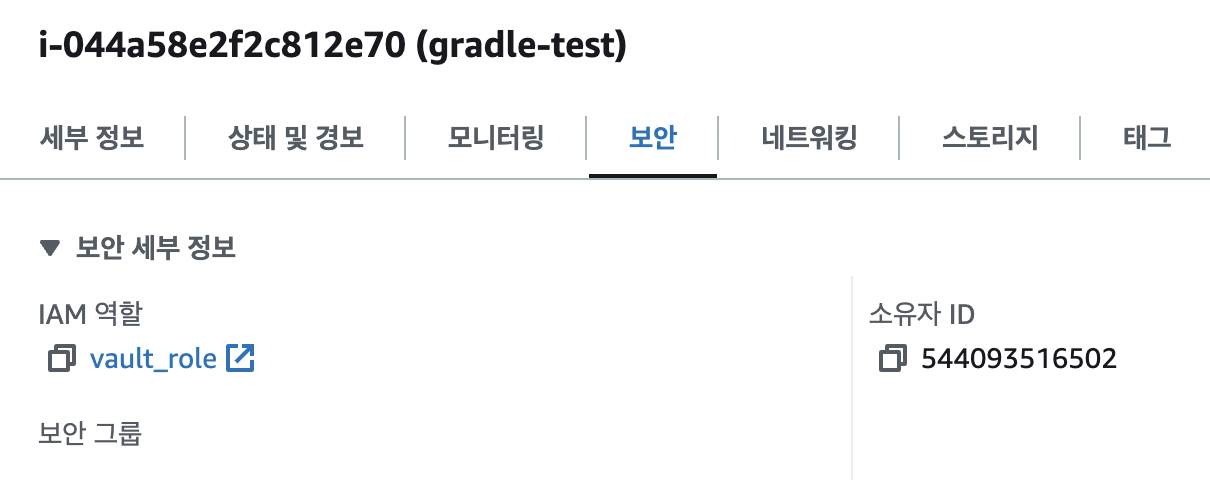 i-044a58e2f2c812e70 (gradle-test)
세부 정보 상태 및 경보 모니터링 보안 네트워킹 스토리지 태그
▼ 보안 세부 정보
IAM 역할
vault_role
소유자 ID
544093516502
보안 그룹